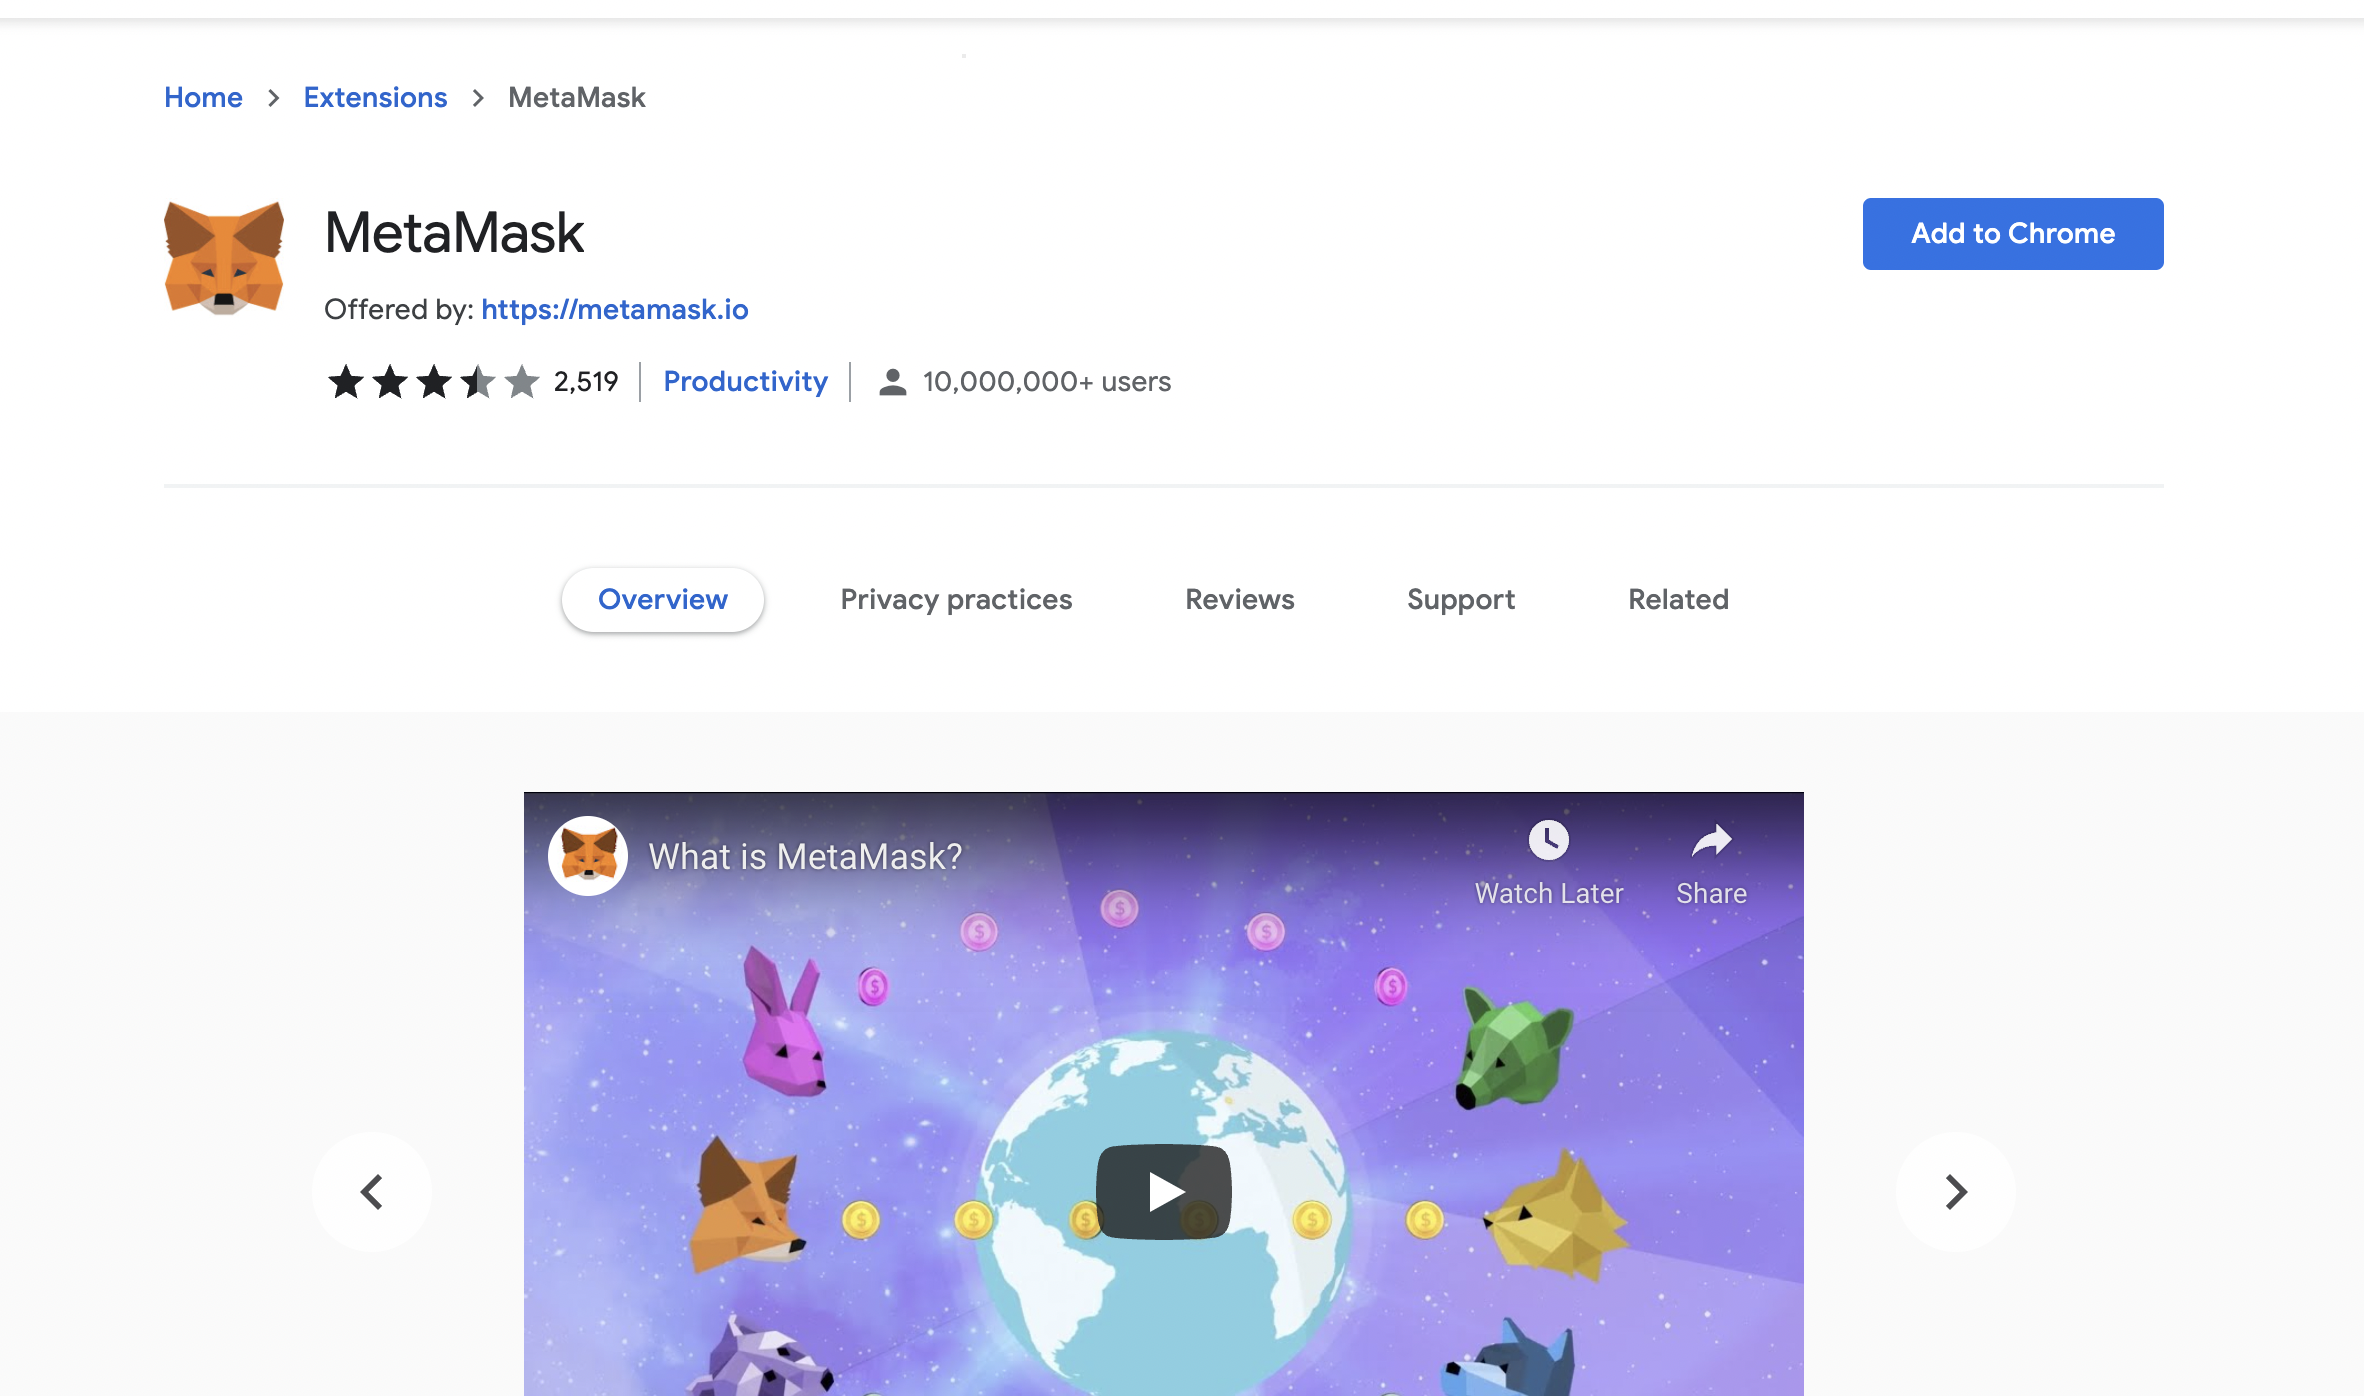 Home > Extensions > MetaMask
MetaMask
Add to Chrome
Offered by: https://metamask.io
2,519 | Productivity | 10,000,000+ users
Overview Privacy practices Reviews Support Related
What is MetaMask?
Watch Later Share